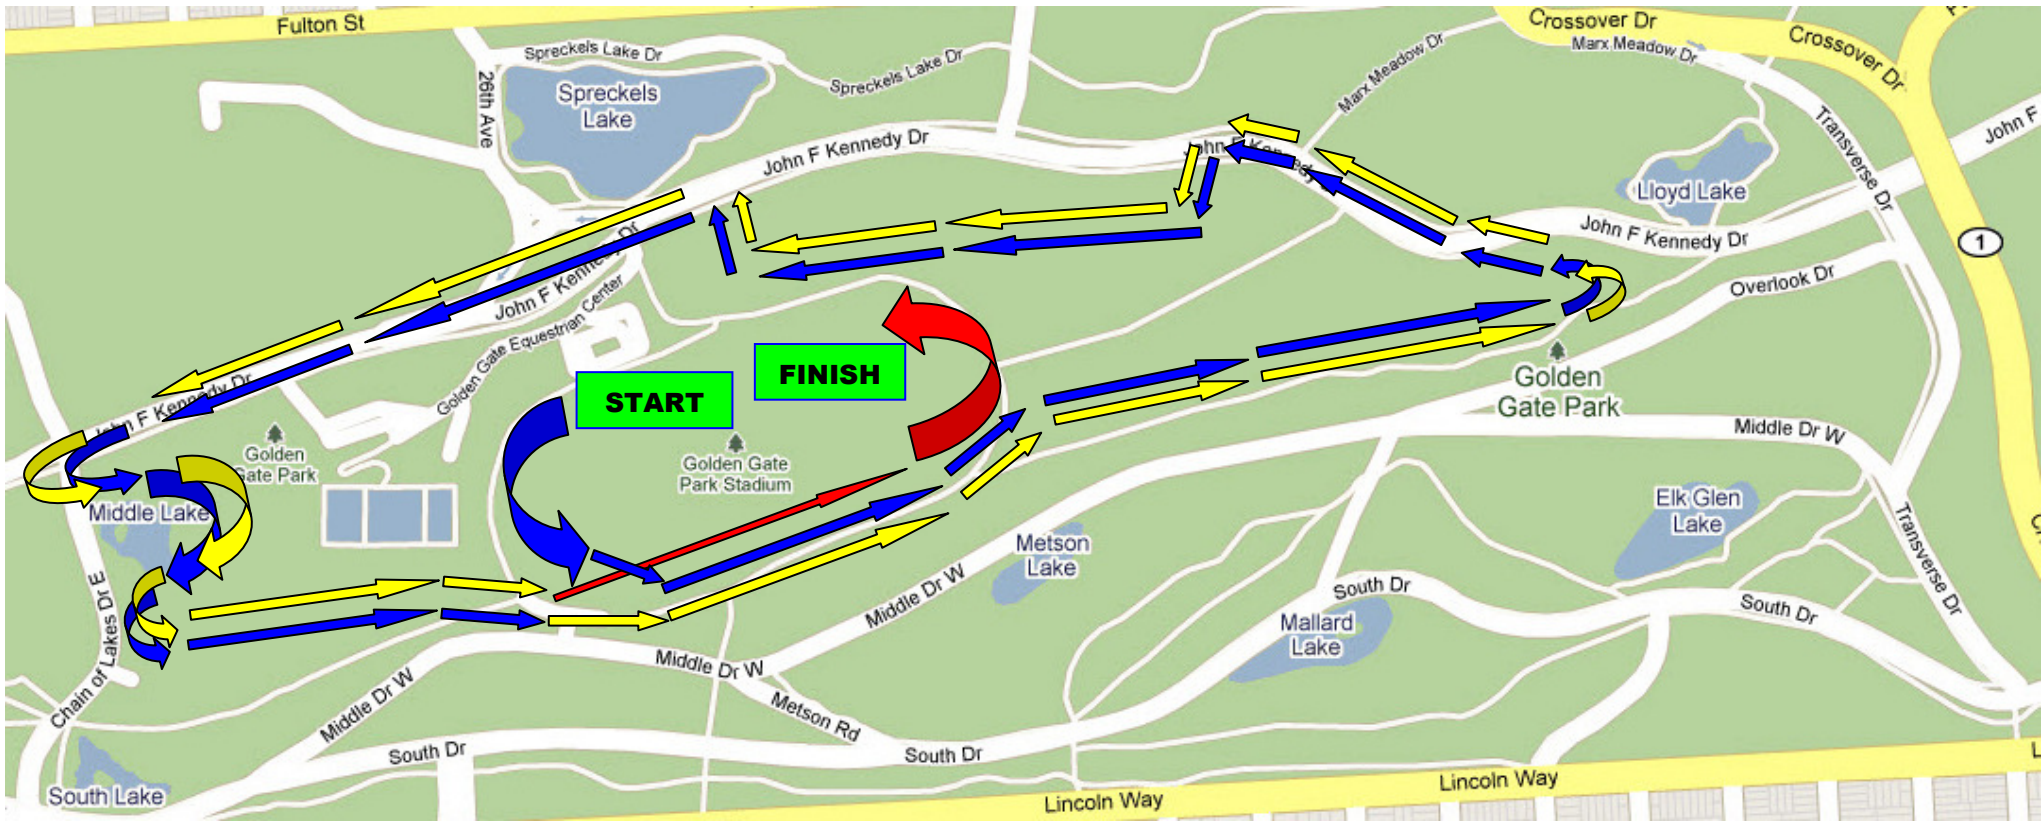 Fulton St
Crossover Dr
Crossover Dr
Marx Meadow Dr
Spreckels Lake Dr
Spreckels Lake Dr
Marx Meadow Dr
26th Ave
Spreckels
Lake
Transverse Dr
John F
John F Kennedy Dr
John F Kennedy Dr
Lloyd Lake
John F Kennedy Dr
1
John F Kennedy Dr
Overlook Dr
Golden Gate Equestrian Center
FINISH
START
Golden
Gate Park
John F Kennedy Dr
Middle Dr W
Golden
Gate Park
Golden Gate
Park Stadium
Middle Lake
Elk Glen
Lake
Metson
Lake
Transverse Dr
Chain of Lakes Dr E
Middle Dr W
South Dr
South Dr
Mallard
Lake
Middle Dr W
Middle Dr W
Metson Rd
South Dr
South Dr
South Lake
Lincoln Way
Lincoln Way
L